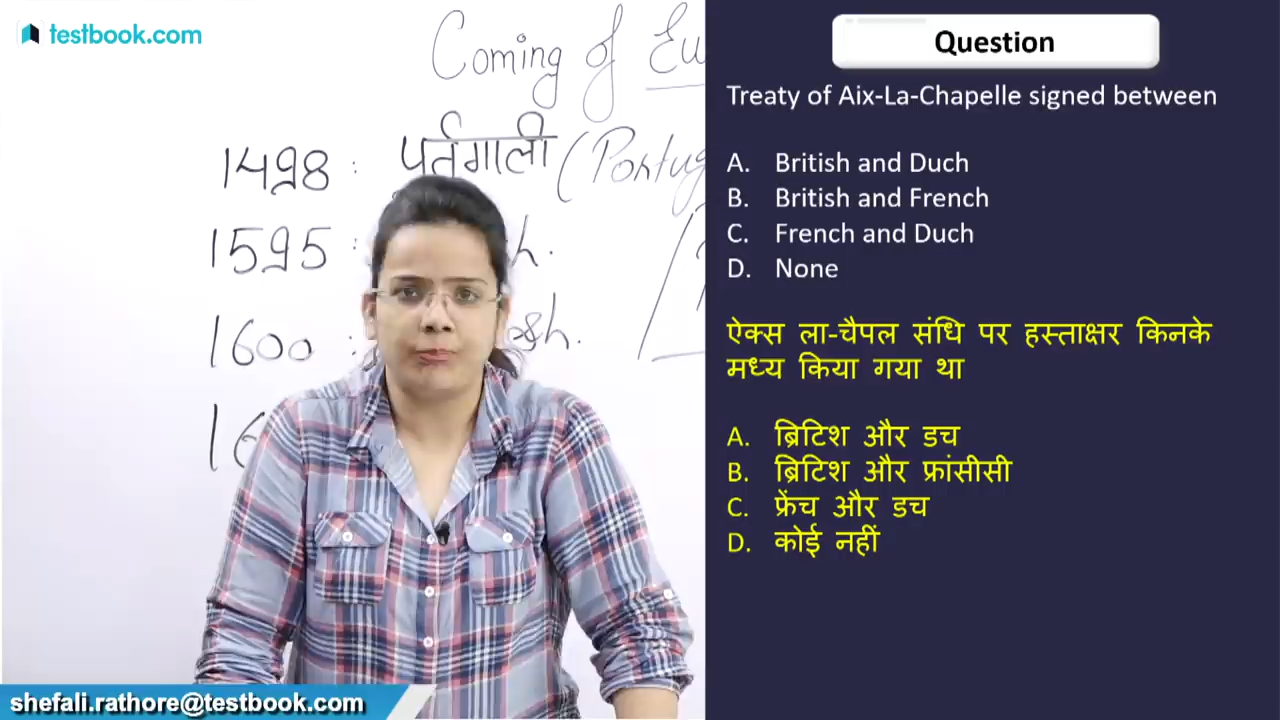 testbook.com
Coming of
1498 : पुर्तगाली (Portug
1595 :
1600 :
Question
Treaty of Aix-La-Chapelle signed between
A. British and Duch
B. British and French
C. French and Duch
D. None
ऐक्स ला-चैपल संधि पर हस्ताक्षर किनके
मध्य किया गया था
A. ब्रिटिश और डच
B. ब्रिटिश और फ्रांसीसी
C. फ्रेंच और डच
D. कोई नहीं
shefali.rathore@testbook.com